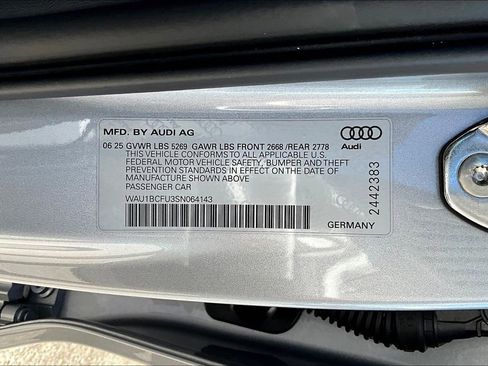 MFD. BY AUDI AG
06 25 GVWR LBS 5269 GAWR LBS FRONT 2668 /REAR 2778
THIS VEHICLE CONFORMS TO ALL APPLICABLE U.S.
FEDERAL MOTOR VEHICLE SAFETY, BUMPER AND THEFT
PREVENTION STANDARDS IN EFFECT ON THE DATE OF
MANUFACTURE SHOWN ABOVE
PASSENGER CAR
WAU1BCFU3SN064143
GERMANY
Audi
2442383